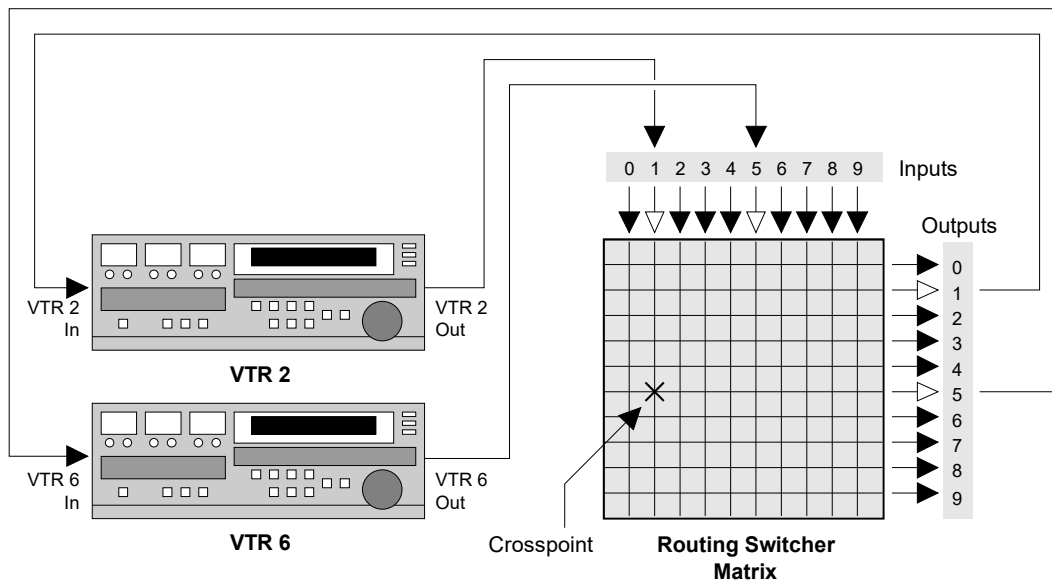 0 1 2 3 4 5 6 7 8 9
Inputs
Outputs
0
1
2
3
4
5
6
7
8
9
VTR 2
In
VTR 2
Out
VTR 2
VTR 6
In
VTR 6
Out
VTR 6
Crosspoint
Routing Switcher
Matrix